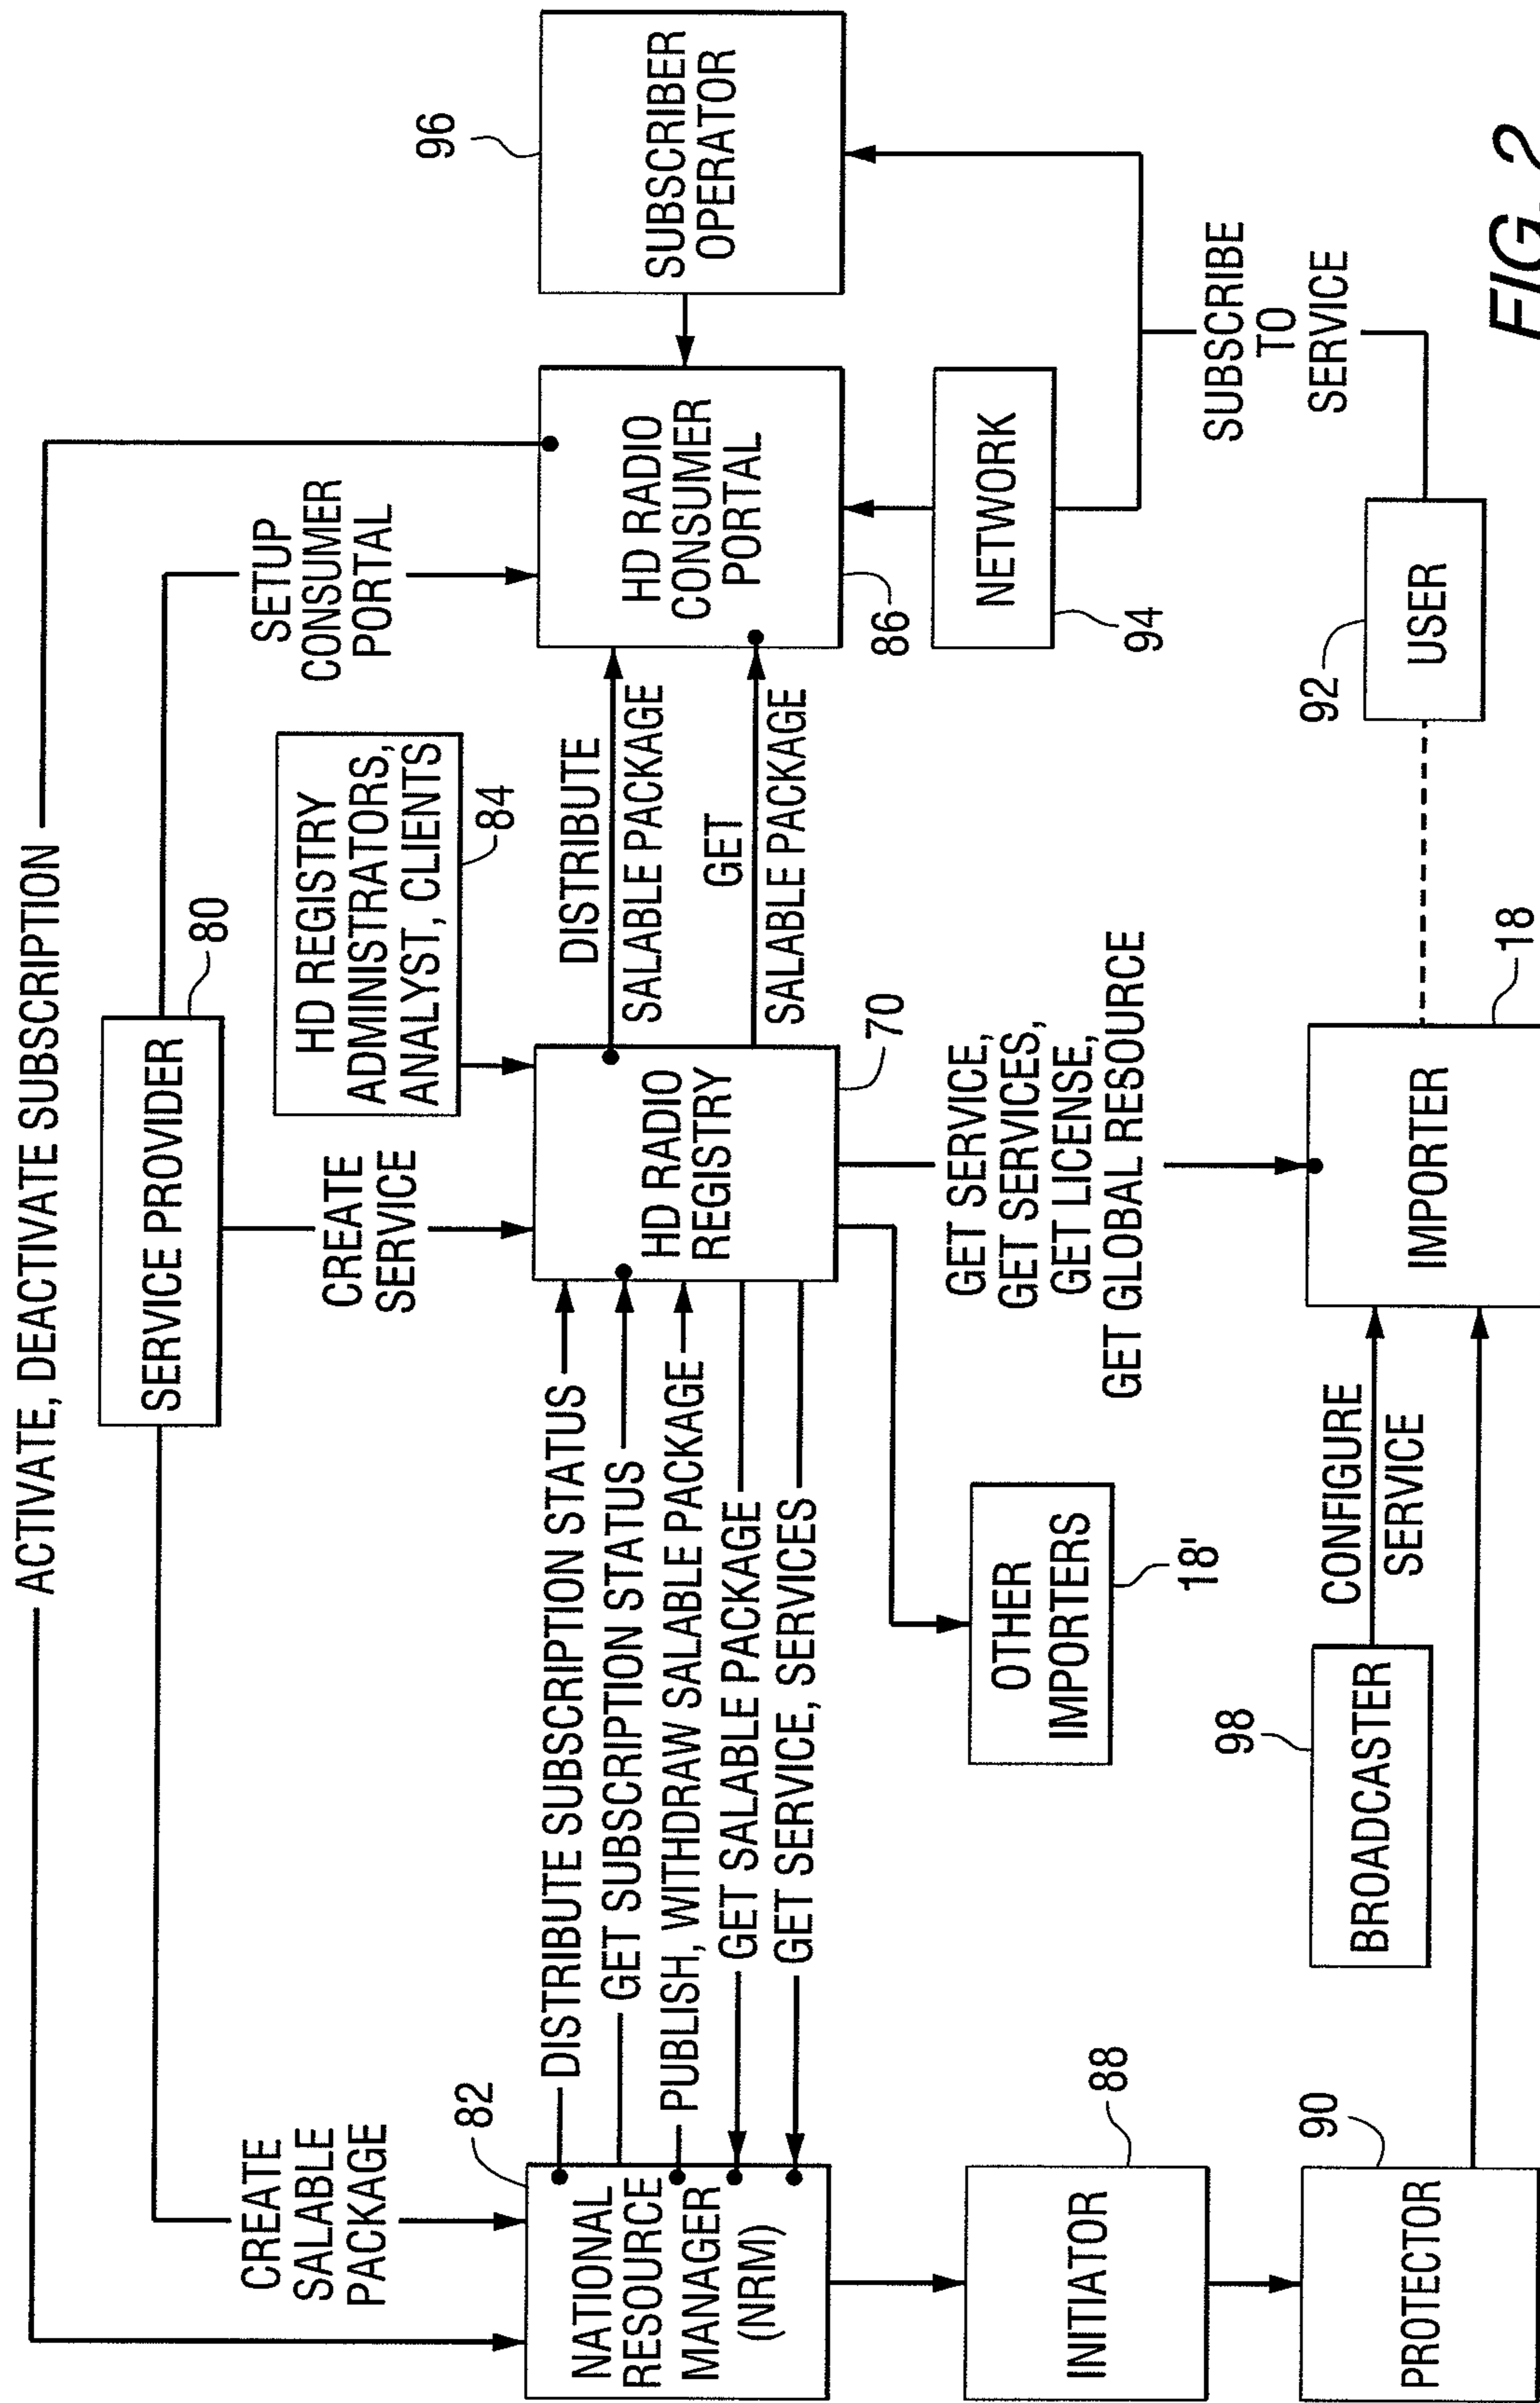 ACTIVATE, DEACTIVATE SUBSCRIPTION
SERVICE PROVIDER
80
CREATE
SALABLE
PACKAGE
CREATE
SERVICE
SETUP
CONSUMER
PORTAL
HD REGISTRY
ADMINISTRATORS,
ANALYST, CLIENTS
84
82
NATIONAL
RESOURCE
MANAGER
(NRM)
DISTRIBUTE SUBSCRIPTION STATUS
GET SUBSCRIPTION STATUS
PUBLISH, WITHDRAW SALABLE PACKAGE
GET SALABLE PACKAGE
GET SERVICE, SERVICES
HD RADIO
REGISTRY
70
DISTRIBUTE
SALABLE PACKAGE
GET
SALABLE PACKAGE
HD RADIO
CONSUMER
PORTAL
86
96
SUBSCRIBER
OPERATOR
INITIATOR
88
OTHER
IMPORTERS
18'
GET SERVICE,
GET SERVICES,
GET LICENSE,
GET GLOBAL RESOURCE
NETWORK
94
SUBSCRIBE
TO
SERVICE
PROTECTOR
90
98
BROADCASTER
CONFIGURE
SERVICE
IMPORTER
18
92
USER
FIG. 2